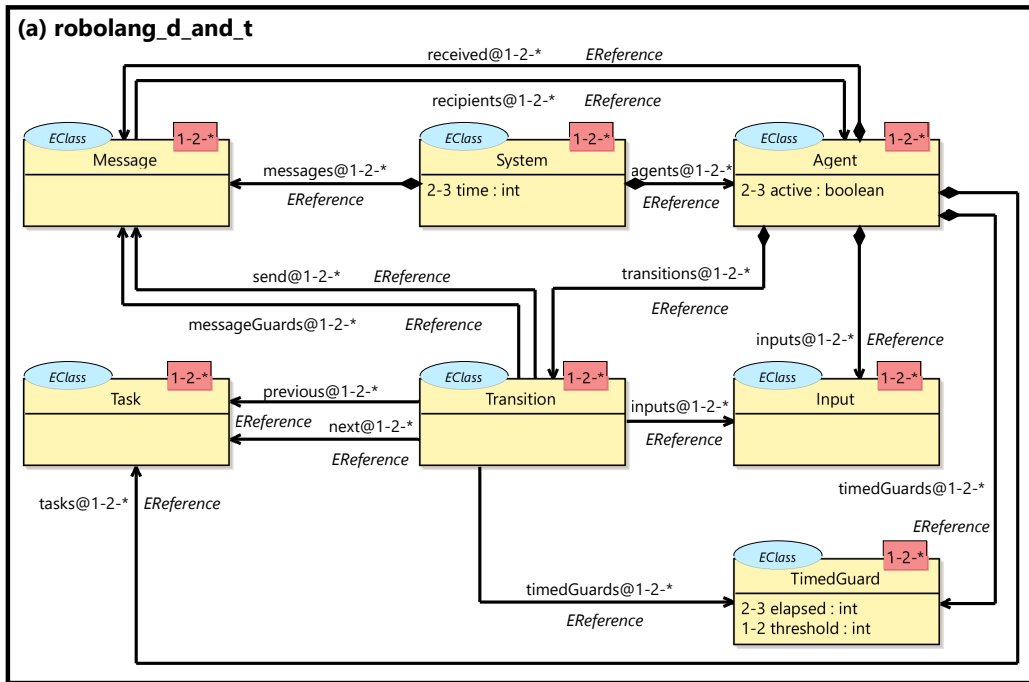 (a) robolang_d_and_t
received@1-2-* EReference
recipients@1-2-* EReference
EClass 1-2-*
Message
EClass 1-2-*
System
2-3 time : int
EClass 1-2-*
Agent
2-3 active : boolean
messages@1-2-*
EReference
agents@1-2-*
EReference
send@1-2-* EReference
transitions@1-2-*
EReference
messageGuards@1-2-* EReference
inputs@1-2-*
EReference
EClass 1-2-*
Task
EClass 1-2-*
Transition
EClass 1-2-*
Input
previous@1-2-*
EReference
next@1-2-*
EReference
inputs@1-2-*
EReference
tasks@1-2-* EReference
timedGuards@1-2-*
EReference
EClass 1-2-*
TimedGuard
2-3 elapsed : int
1-2 threshold : int
timedGuards@1-2-*
EReference